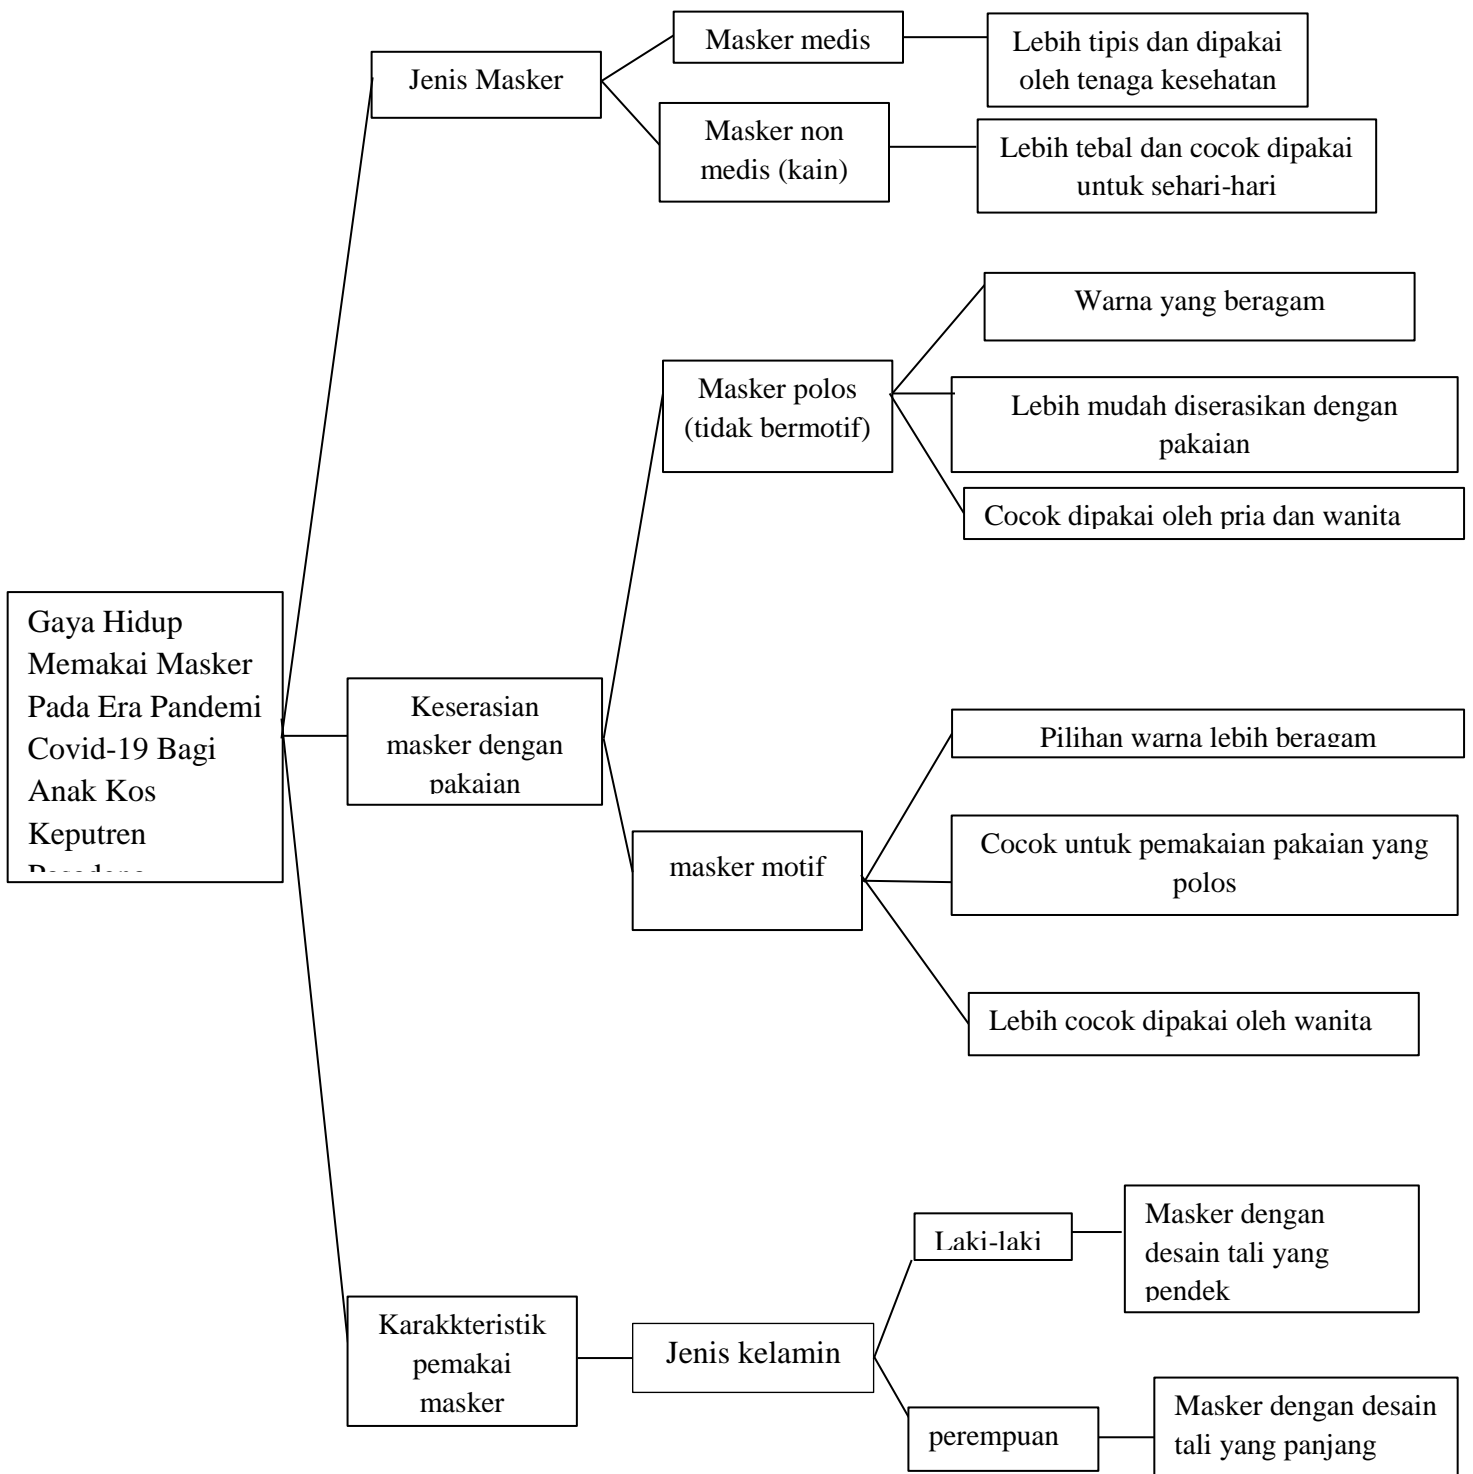 Gaya Hidup
Memakai Masker
Pada Era Pandemi
Covid-19 Bagi
Anak Kos
Keputren
Jenis Masker
Masker medis
Lebih tipis dan dipakai
oleh tenaga kesehatan
Masker non
medis (kain)
Lebih tebal dan cocok dipakai
untuk sehari-hari
Keserasian
masker dengan
pakaian
Masker polos
(tidak bermotif)
Warna yang beragam
Lebih mudah diserasikan dengan
pakaian
Cocok dipakai oleh pria dan wanita
masker motif
Pilihan warna lebih beragam
Cocok untuk pemakaian pakaian yang
polos
Lebih cocok dipakai oleh wanita
Karakkteristik
pemakai
masker
Jenis kelamin
Laki-laki
Masker dengan
desain tali yang
pendek
perempuan
Masker dengan desain
tali yang panjang